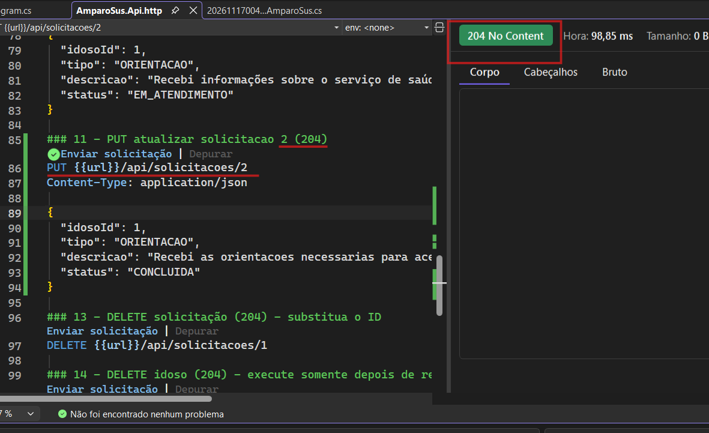 gram.cs
AmparoSus.Api.http
20261117004...AmparoSus.cs
{{url}}/api/solicitacoes/2
env: <none>
204 No Content
Hora: 98,85 ms
Tamanho: 0 B
Corpo
Cabeçalhos
Bruto
78 {
79 "idosoId": 1,
80 "tipo": "ORIENTACAO",
81 "descricao": "Recebi informações sobre o serviço de saúd
82 "status": "EM_ATENDIMENTO"
83 }
84
85 ### 11 - PUT atualizar solicitacao 2 (204)
Enviar solicitação | Depurar
86 PUT {{url}}/api/solicitacoes/2
87 Content-Type: application/json
88
89 {
90 "idosoId": 1,
91 "tipo": "ORIENTACAO",
92 "descricao": "Recebi as orientacoes necessarias para ace
93 "status": "CONCLUIDA"
94 }
95
96 ### 13 - DELETE solicitação (204) - substitua o ID
Enviar solicitação | Depurar
97 DELETE {{url}}/api/solicitacoes/1
98
99 ### 14 - DELETE idoso (204) - execute somente depois de re
Enviar solicitação | Depurar
7 %
Não foi encontrado nenhum problema